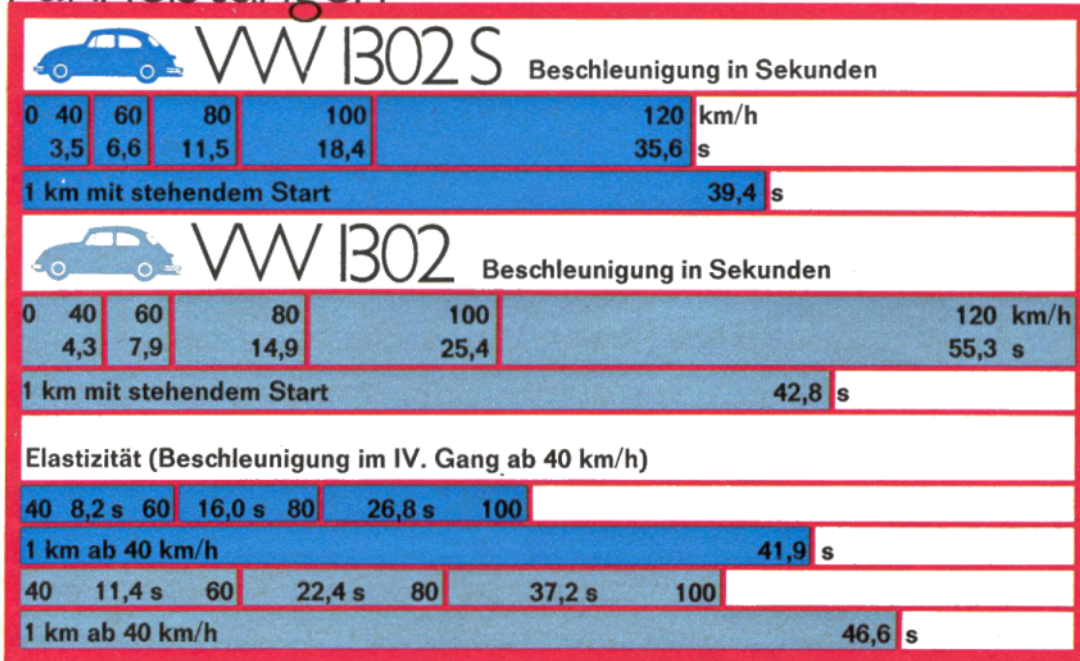 Fahrleistungen
VW 1302 S Beschleunigung in Sekunden
0 40 60 80 100 120 km/h
3,5 6,6 11,5 18,4 35,6 s
1 km mit stehendem Start 39,4 s
VW 1302 Beschleunigung in Sekunden
0 40 60 80 100 120 km/h
4,3 7,9 14,9 25,4 55,3 s
1 km mit stehendem Start 42,8 s
Elastizität (Beschleunigung im IV. Gang ab 40 km/h)
40 8,2 s 60 16,0 s 80 26,8 s 100
1 km ab 40 km/h 41,9 s
40 11,4 s 60 22,4 s 80 37,2 s 100
1 km ab 40 km/h 46,6 s